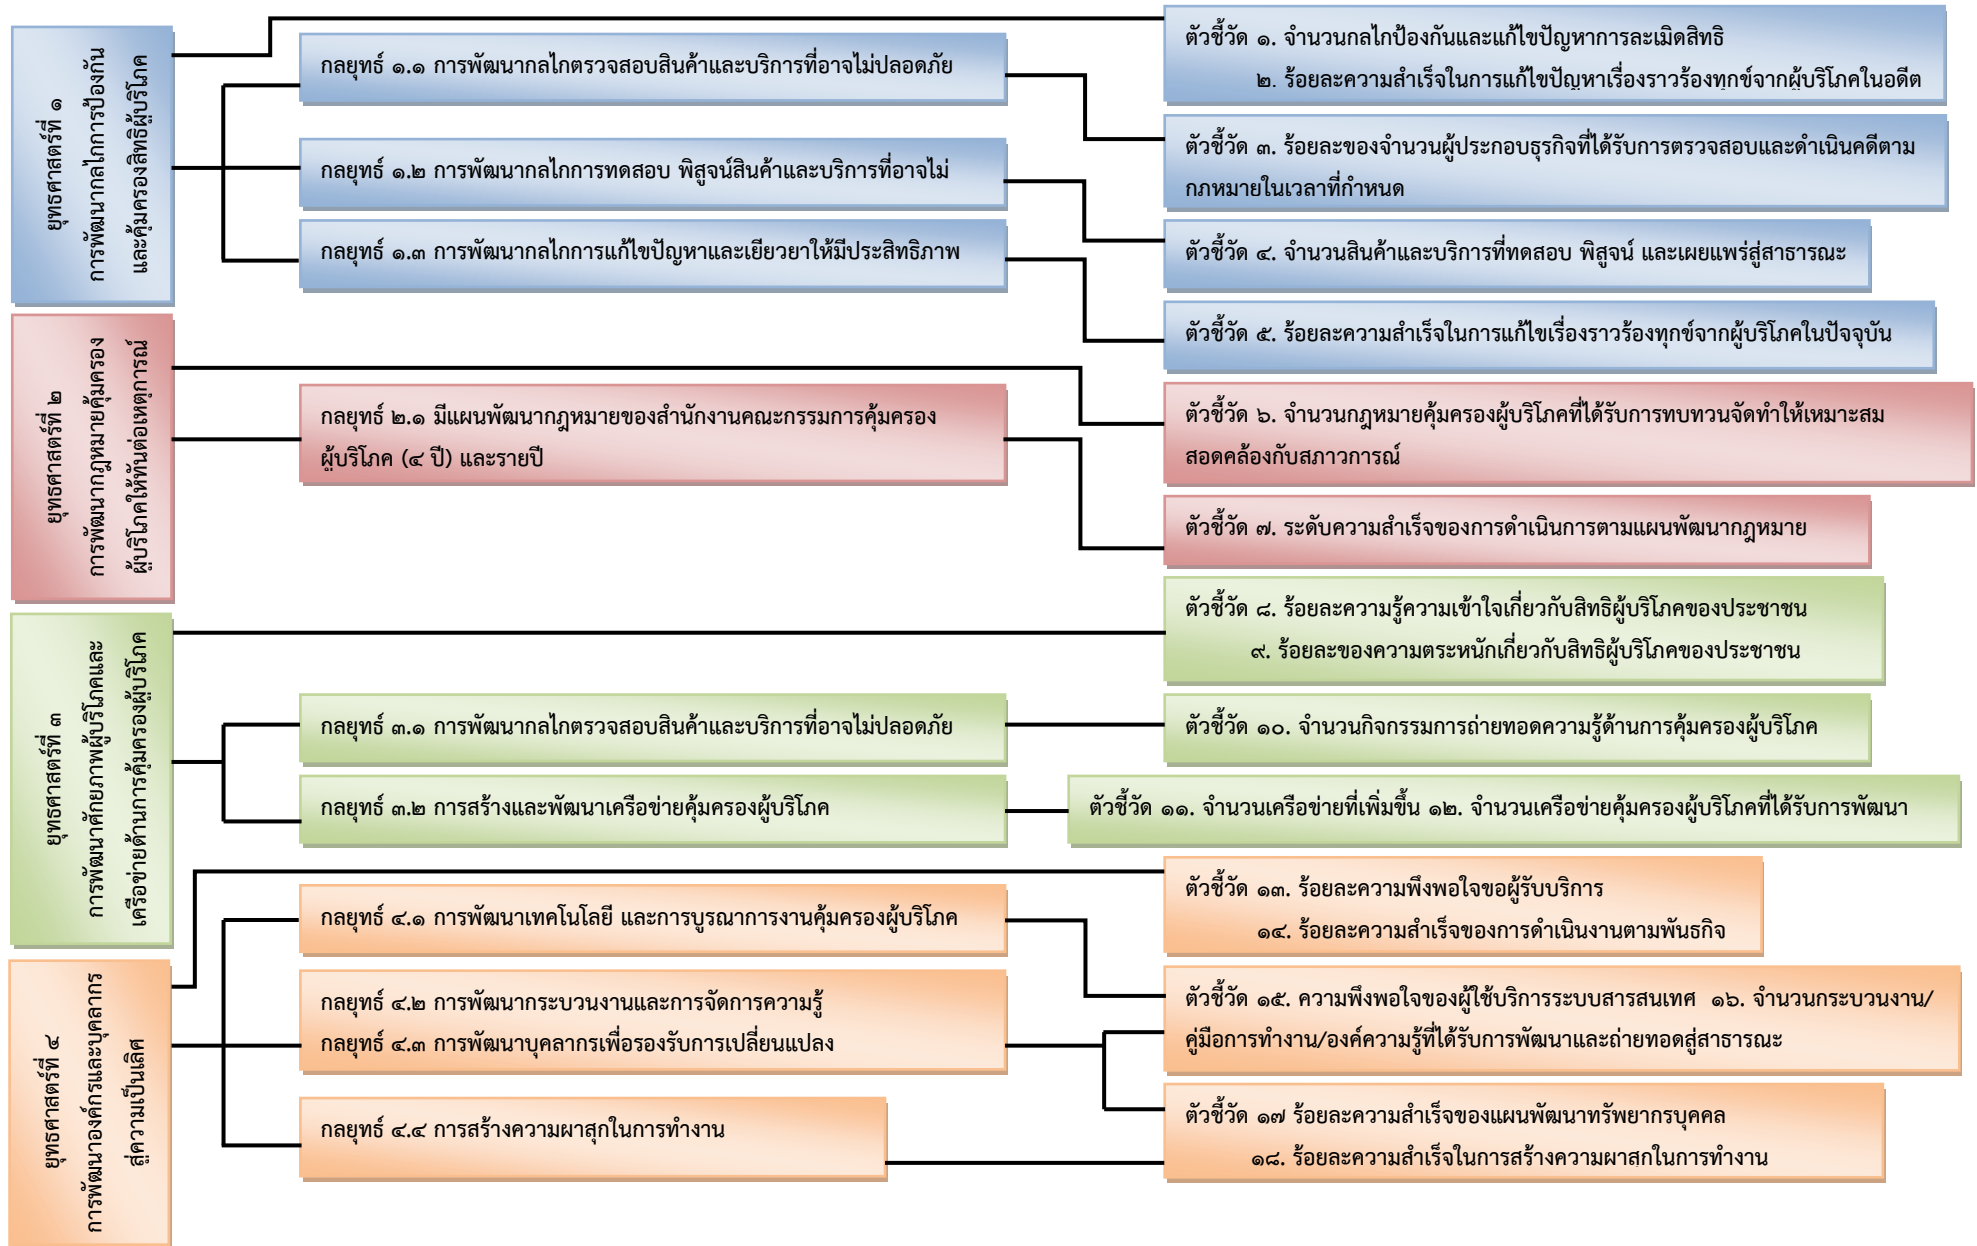 ยุทธศาสตร์ที่ ๑
การพัฒนากลไกการป้องกัน
และคุ้มครองสิทธิผู้บริโภค
กลยุทธ์ ๑.๑ การพัฒนากลไกตรวจสอบสินค้าและบริการที่อาจไม่ปลอดภัย
กลยุทธ์ ๑.๒ การพัฒนากลไกการทดสอบ พิสูจน์สินค้าและบริการที่อาจไม่
กลยุทธ์ ๑.๓ การพัฒนากลไกการแก้ไขปัญหาและเยียวยาให้มีประสิทธิภาพ
ตัวชี้วัด ๑. จำนวนกลไกป้องกันและแก้ไขปัญหาการละเมิดสิทธิ
๒. ร้อยละความสำเร็จในการแก้ไขปัญหาเรื่องราวร้องทุกข์จากผู้บริโภคในอดีต
ตัวชี้วัด ๓. ร้อยละของจำนวนผู้ประกอบธุรกิจที่ได้รับการตรวจสอบและดำเนินคดีตาม
กภหมายในเวลาที่กำหนด
ตัวชี้วัด ๔. จำนวนสินค้าและบริการที่ทดสอบ พิสูจน์ และเผยแพร่สู่สาธารณะ
ตัวชี้วัด ๕. ร้อยละความสำเร็จในการแก้ไขเรื่องราวร้องทุกข์จากผู้บริโภคในปัจจุบัน
ยุทธศาสตร์ที่ ๒
การพัฒนากฎหมายคุ้มครอง
ผู้บริโภคให้ทันต่อเหตุการณ์
กลยุทธ์ ๒.๑ มีแผนพัฒนากฎหมายของสำนักงานคณะกรรมการคุ้มครอง
ผู้บริโภค (๔ ปี) และรายปี
ตัวชี้วัด ๖. จำนวนกฎหมายคุ้มครองผู้บริโภคที่ได้รับการทบทวนจัดทำให้เหมาะสม
สอดคล้องกับสภาวการณ์
ตัวชี้วัด ๗. ระดับความสำเร็จของการดำเนินการตามแผนพัฒนากฎหมาย
ยุทธศาสตร์ที่ ๓
การพัฒนาศักยภาพผู้บริโภคและ
เครือข่ายด้านการคุ้มครองผู้บริโภค
กลยุทธ์ ๓.๑ การพัฒนากลไกตรวจสอบสินค้าและบริการที่อาจไม่ปลอดภัย
กลยุทธ์ ๓.๒ การสร้างและพัฒนาเครือข่ายคุ้มครองผู้บริโภค
ตัวชี้วัด ๘. ร้อยละความรู้ความเข้าใจเกี่ยวกับสิทธิผู้บริโภคของประชาชน
๙. ร้อยละของความตระหนักเกี่ยวกับสิทธิผู้บริโภคของประชาชน
ตัวชี้วัด ๑๐. จำนวนกิจกรรมการถ่ายทอดความรู้ด้านการคุ้มครองผู้บริโภค
ตัวชี้วัด ๑๑. จำนวนเครือข่ายที่เพิ่มขึ้น ๑๒. จำนวนเครือข่ายคุ้มครองผู้บริโภคที่ได้รับการพัฒนา
ยุทธศาสตร์ที่ ๔
การพัฒนาองค์กรและบุคลากร
สู่ความเป็นเลิศ
กลยุทธ์ ๔.๑ การพัฒนาเทคโนโลยี และการบูรณาการงานคุ้มครองผู้บริโภค
กลยุทธ์ ๔.๒ การพัฒนากระบวนงานและการจัดการความรู้
กลยุทธ์ ๔.๓ การพัฒนาบุคลากรเพื่อรองรับการเปลี่ยนแปลง
กลยุทธ์ ๔.๔ การสร้างความผาสุกในการทำงาน
ตัวชี้วัด ๑๓. ร้อยละความพึงพอใจขอผู้รับบริการ
๑๔. ร้อยละความสำเร็จของการดำเนินงานตามพันธกิจ
ตัวชี้วัด ๑๕. ความพึงพอใจของผู้ใช้บริการระบบสารสนเทศ ๑๖. จำนวนกระบวนงาน/
คู่มือการทำงาน/องค์ความรู้ที่ได้รับการพัฒนาและถ่ายทอดสู่สาธารณะ
ตัวชี้วัด ๑๗ ร้อยละความสำเร็จของแผนพัฒนาทรัพยากรบุคคล
๑๘. ร้อยละความสำเร็จในการสร้างความผาสุกในการทำงาน